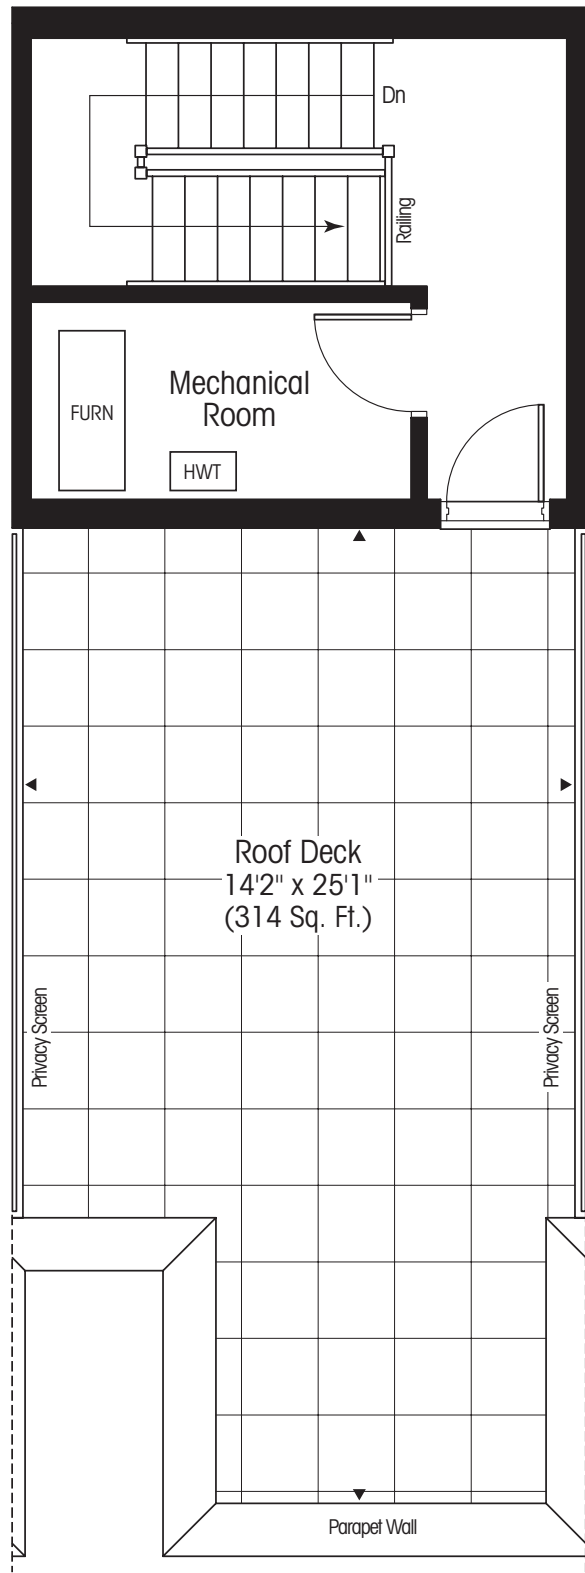 Dn
Railing
Mechanical
Room
FURN
HWT
Roof Deck
14'2" x 25'1"
(314 Sq. Ft.)
Privacy Screen
Privacy Screen
Parapet Wall